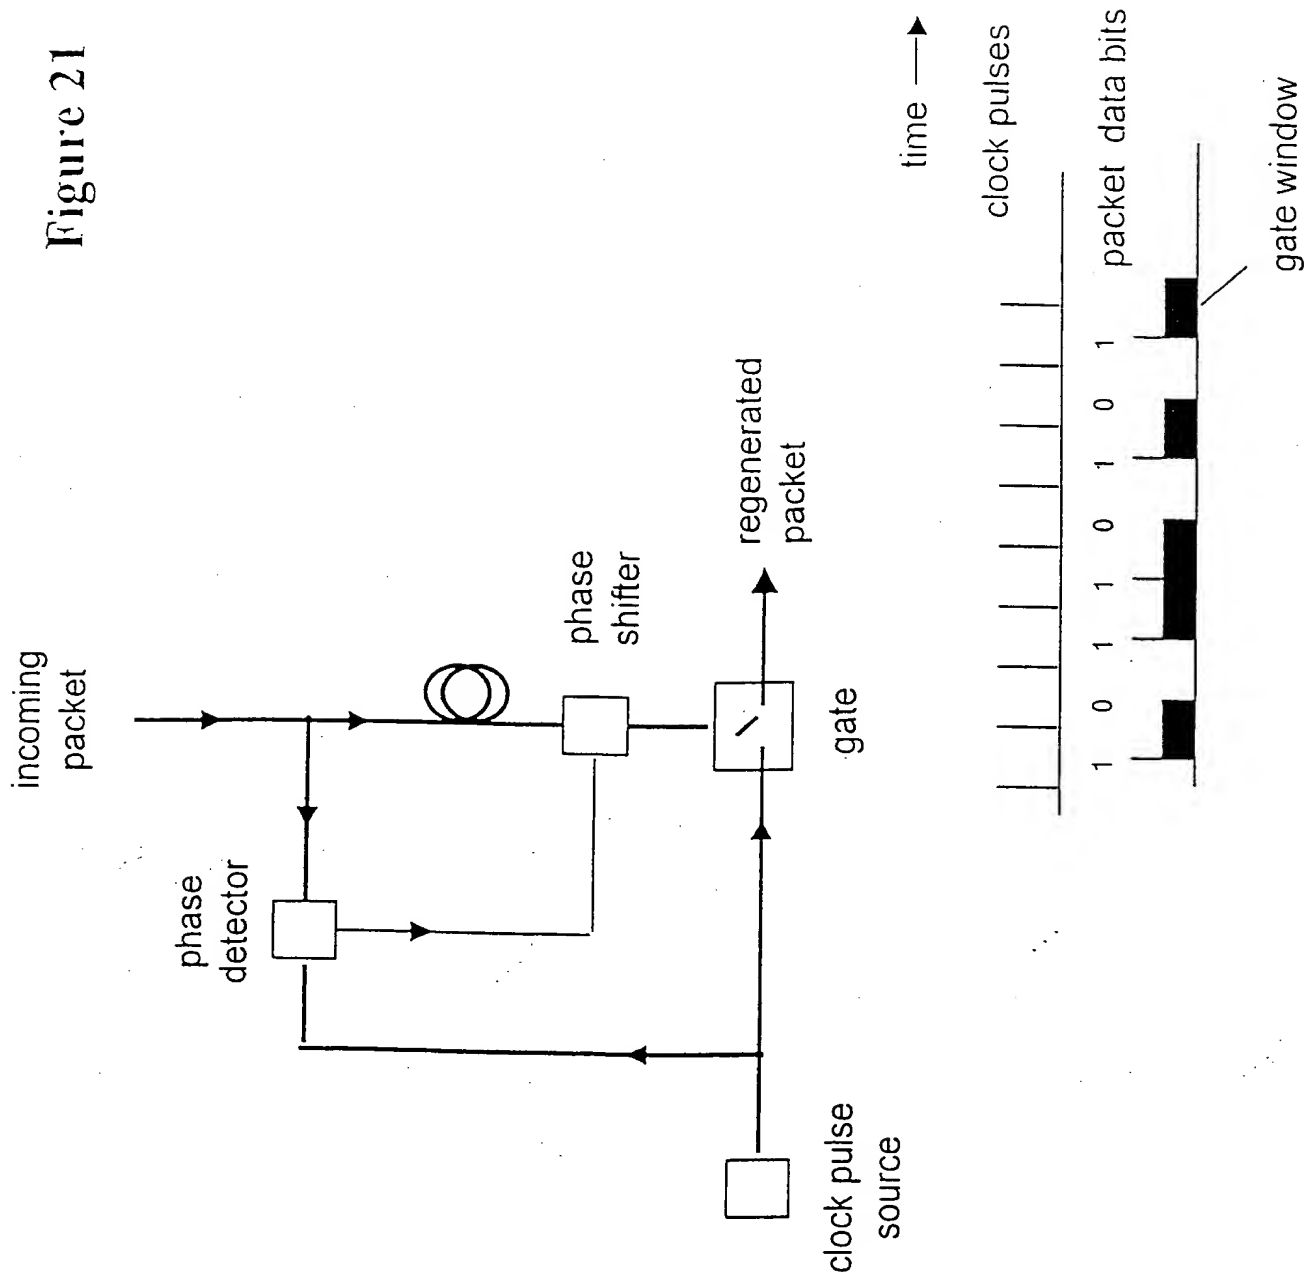 Figure 21
incoming
packet
phase
detector
phase
shifter
regenerated
packet
clock pulse
source
gate
time
clock pulses
1 0 1 1 0 1 0 1
packet data bits
gate window